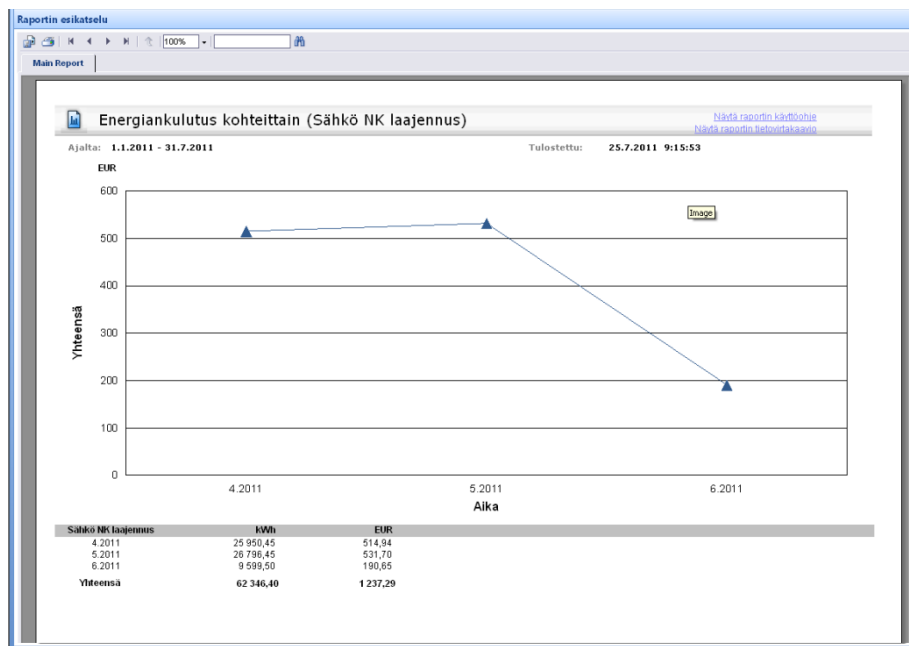 Raportin esikatselu
100%
Main Report
Energiankulutus kohteittain (Sähkö NK laajennus)
Näytä raportin käyttöohje
Näytä raportin tietovirtakaavio
Ajalta: 1.1.2011 - 31.7.2011 Tulostettu: 25.7.2011 9:15:53
EUR
600
Image
500
400
300
200
100
0
Yhteensä
4.2011 5.2011 6.2011
Aika
Sähkö NK laajennus kWh EUR
4.2011 25 950,45 514,94
5.2011 26 796,45 531,70
6.2011 9 599,50 190,65
Yhteensä 62 346,40 1 237,29